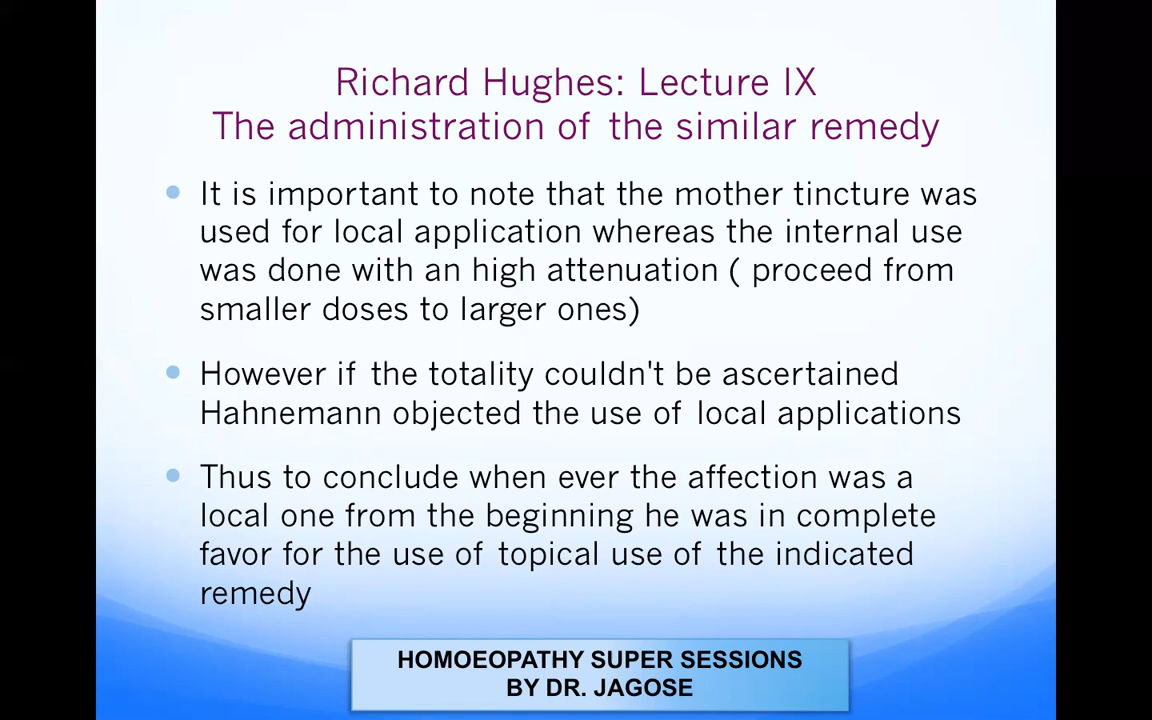 Richard Hughes: Lecture IX
The administration of the similar remedy
• It is important to note that the mother tincture was
used for local application whereas the internal use
was done with an high attenuation ( proceed from
smaller doses to larger ones)
• However if the totality couldn't be ascertained
Hahnemann objected the use of local applications
• Thus to conclude when ever the affection was a
local one from the beginning he was in complete
favor for the use of topical use of the indicated
remedy
HOMOEOPATHY SUPER SESSIONS
BY DR. JAGOSE